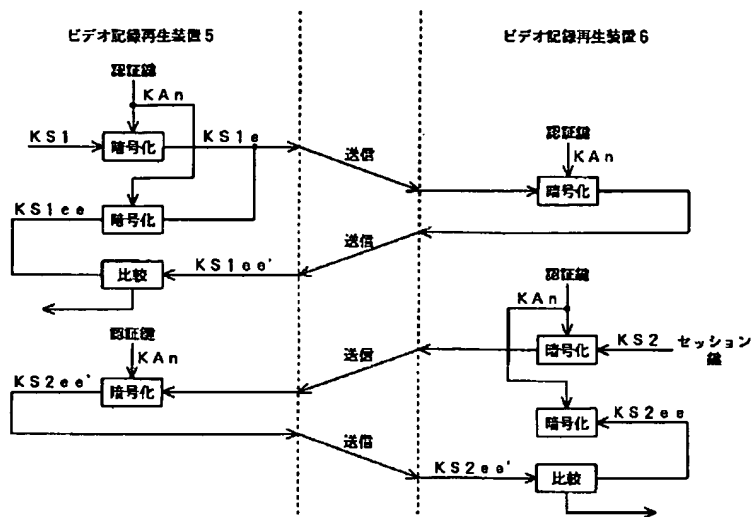 ビデオ記録再生装置5
ビデオ記録再生装置6
認証鍵
KAn
KS1
暗号化
KS1e
送信
認証鍵
KAn
暗号化
KS1ee
暗号化
送信
比較
KS1ee'
認証鍵
KAn
認証鍵
KAn
送信
暗号化
KS2
セッション鍵
KS2ee'
暗号化
暗号化
KS2ee
送信
KS2ee'
比較